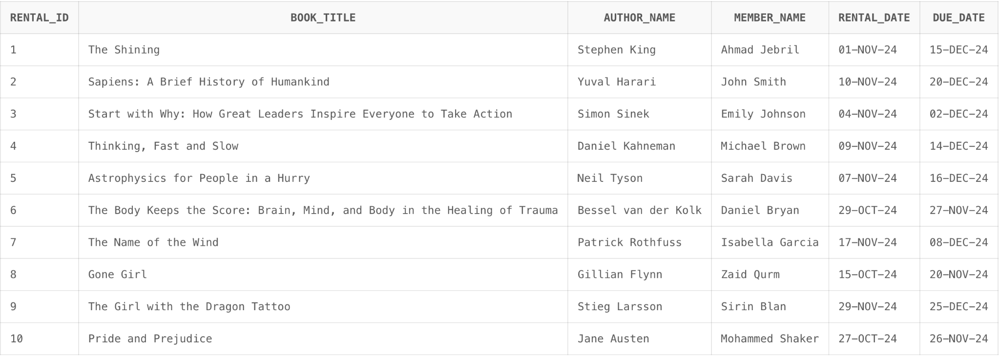 RENTAL_ID BOOK_TITLE AUTHOR_NAME MEMBER_NAME RENTAL_DATE DUE_DATE
1 The Shining Stephen King Ahmad Jebril 01-NOV-24 15-DEC-24
2 Sapiens: A Brief History of Humankind Yuval Harari John Smith 10-NOV-24 20-DEC-24
3 Start with Why: How Great Leaders Inspire Everyone to Take Action Simon Sinek Emily Johnson 04-NOV-24 02-DEC-24
4 Thinking, Fast and Slow Daniel Kahneman Michael Brown 09-NOV-24 14-DEC-24
5 Astrophysics for People in a Hurry Neil Tyson Sarah Davis 07-NOV-24 16-DEC-24
6 The Body Keeps the Score: Brain, Mind, and Body in the Healing of Trauma Bessel van der Kolk Daniel Bryan 29-OCT-24 27-NOV-24
7 The Name of the Wind Patrick Rothfuss Isabella Garcia 17-NOV-24 08-DEC-24
8 Gone Girl Gillian Flynn Zaid Qurm 15-OCT-24 20-NOV-24
9 The Girl with the Dragon Tattoo Stieg Larsson Sirin Blan 29-NOV-24 25-DEC-24
10 Pride and Prejudice Jane Austen Mohammed Shaker 27-OCT-24 26-NOV-24